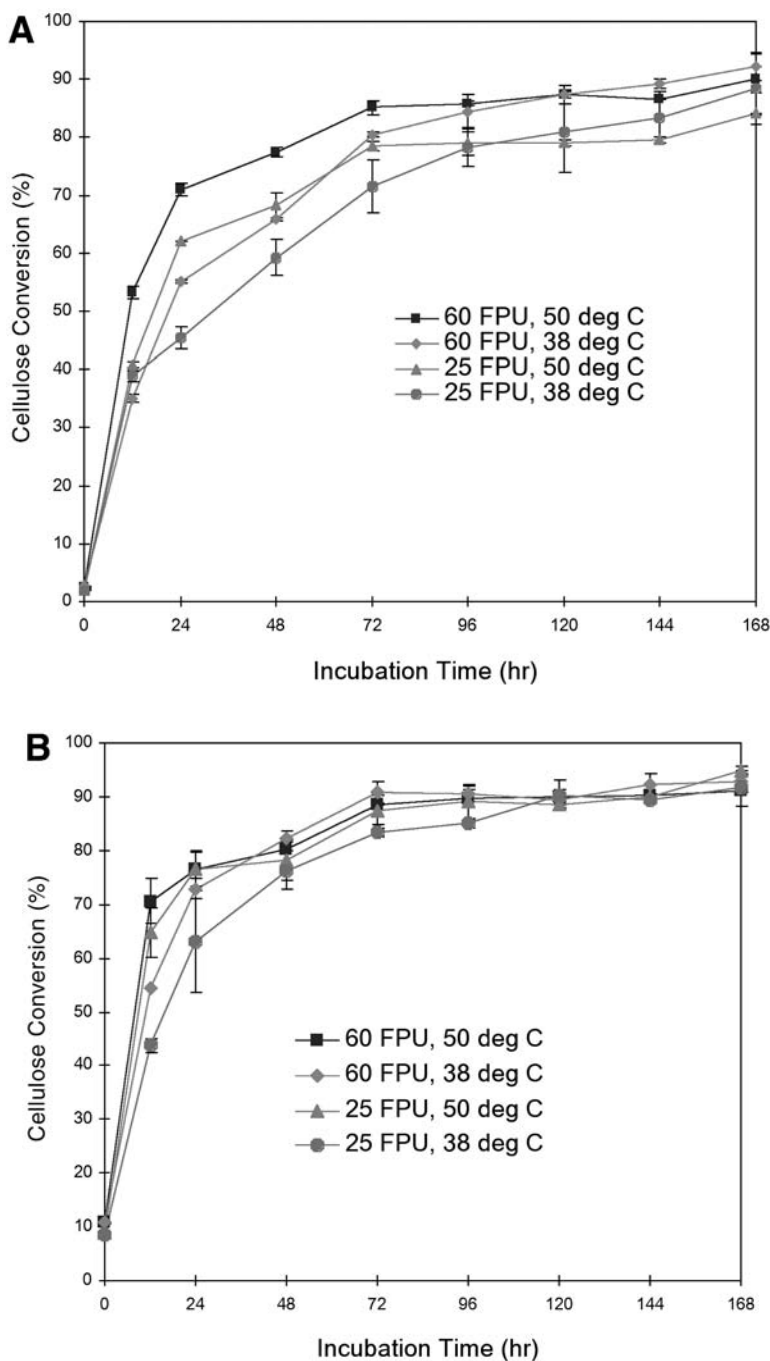 A
100
90
80
70
60
50
40
30
20
10
0
Cellulose Conversion (%)
60 FPU, 50 deg C
60 FPU, 38 deg C
25 FPU, 50 deg C
25 FPU, 38 deg C
0 24 48 72 96 120 144 168
Incubation Time (hr)
B
100
90
80
70
60
50
40
30
20
10
0
Cellulose Conversion (%)
60 FPU, 50 deg C
60 FPU, 38 deg C
25 FPU, 50 deg C
25 FPU, 38 deg C
0 24 48 72 96 120 144 168
Incubation Time (hr)